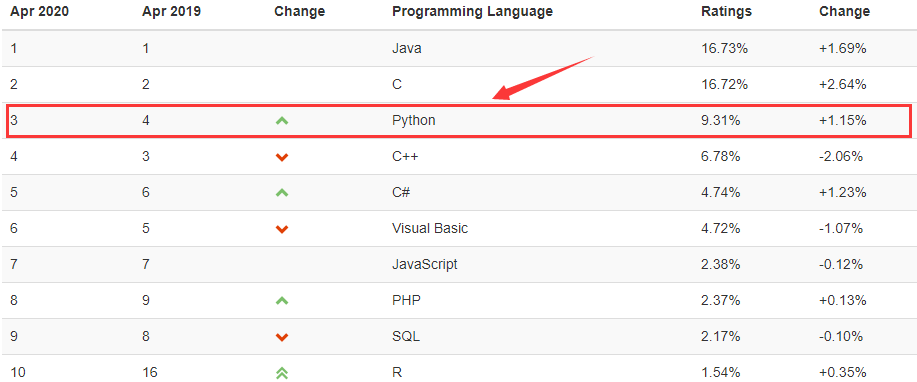 Apr 2020 Apr 2019 Change Programming Language Ratings Change
1 1 Java 16.73% +1.69%
2 2 C 16.72% +2.64%
3 4 Python 9.31% +1.15%
4 3 C++ 6.78% -2.06%
5 6 C# 4.74% +1.23%
6 5 Visual Basic 4.72% -1.07%
7 7 JavaScript 2.38% -0.12%
8 9 PHP 2.37% +0.13%
9 8 SQL 2.17% -0.10%
10 16 R 1.54% +0.35%